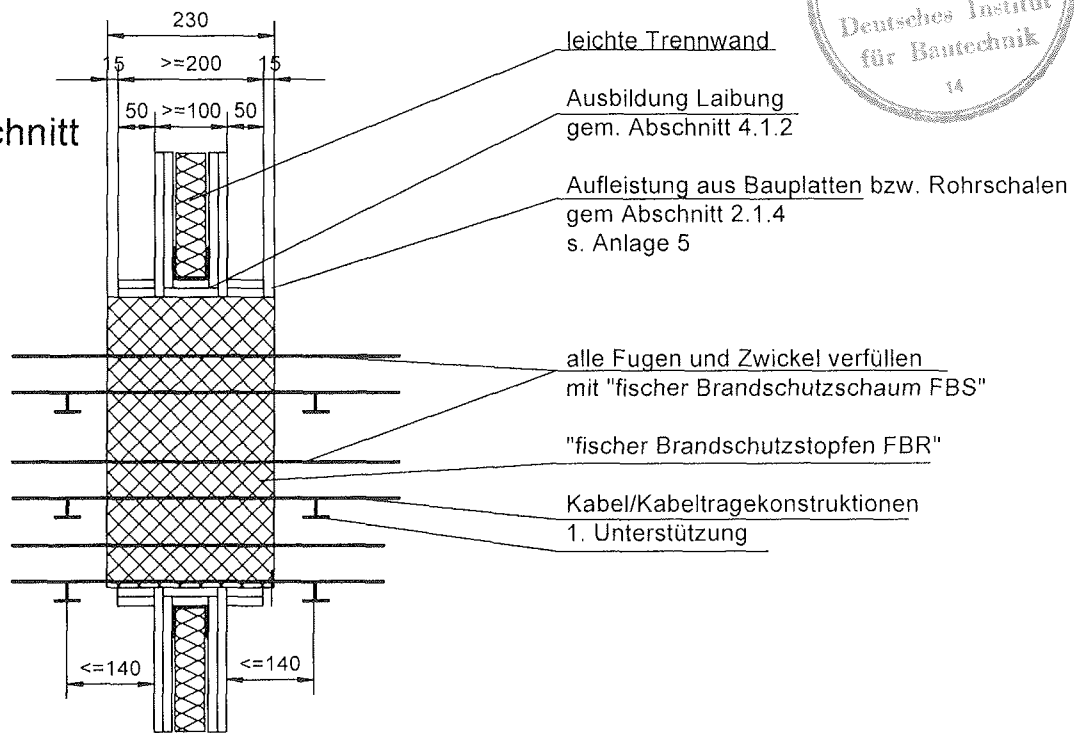 Deutsches Institut
für Bautechnik
14
230
15
>=200
15
50
>=100
50
chnitt
leichte Trennwand
Ausbildung Laibung
gem. Abschnitt 4.1.2
Aufleistung aus Bauplatten bzw. Rohrschalen
gem Abschnitt 2.1.4
s. Anlage 5
alle Fugen und Zwickel verfüllen
mit "fischer Brandschutzschaum FBS"
"fischer Brandschutzstopfen FBR"
Kabel/Kabeltragekonstruktionen
1. Unterstützung
<=140
<=140